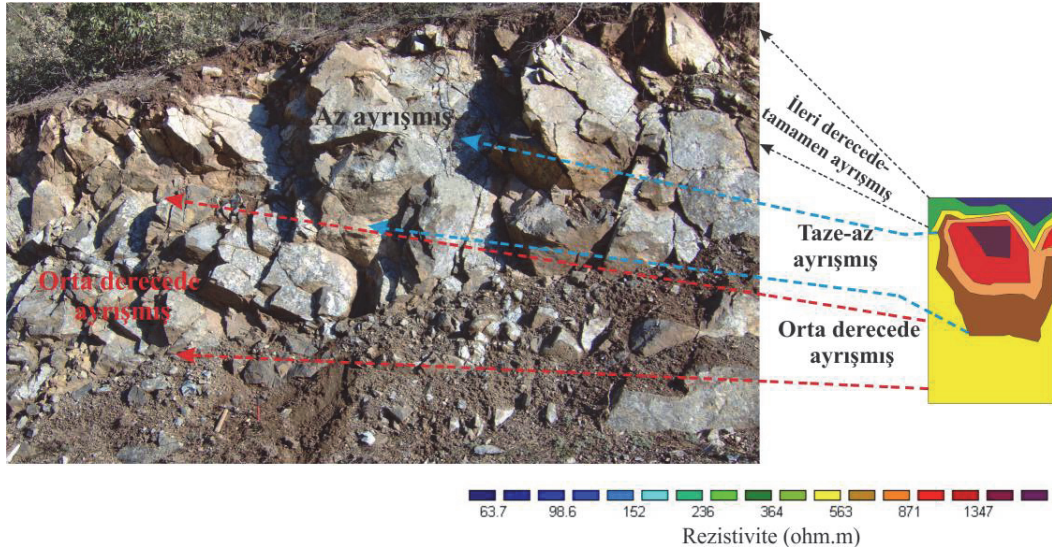 Az ayrışmış
Orta derecede
ayrışmış
İleri derecede-
tamamen ayrışmış
Taze-az
ayrışmış
Orta derecede
ayrışmış
63.7 98.6 152 236 364 563 871 1347
Rezistivite (ohm.m)